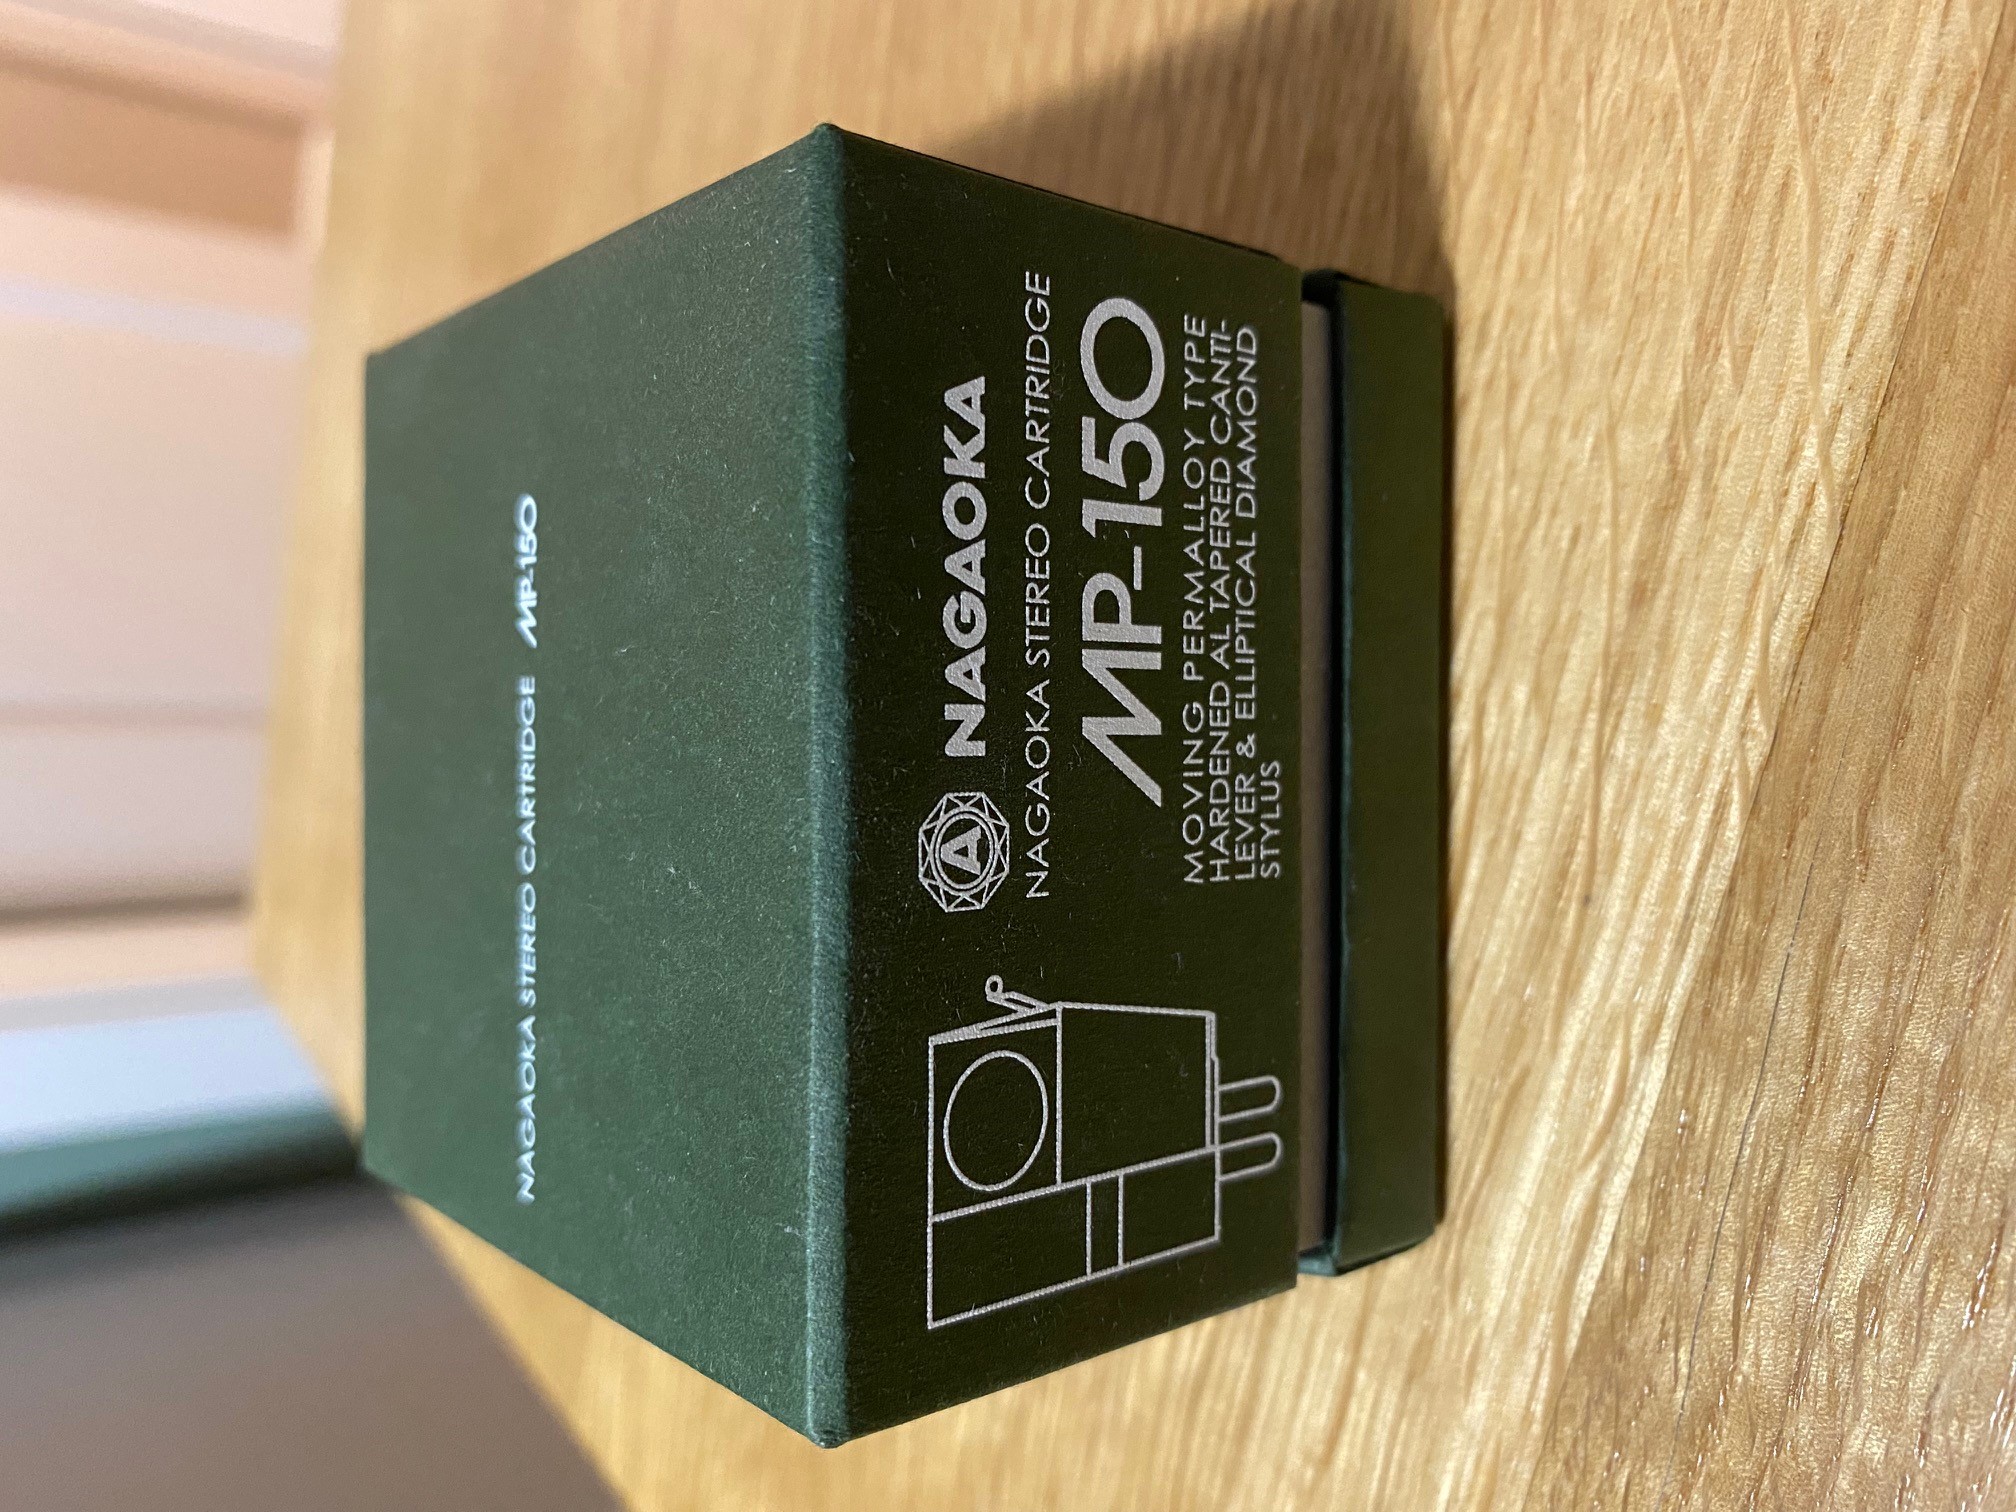 NAGAOKA STEREO CARTRIDGE MP-150
A NAGAOKA
NAGAOKA STEREO CARTRIDGE
MP-150
MOVING PERMALLOY TYPE
HARDENED AL TAPERED CANTI-
LEVER & ELLIPTICAL DIAMOND
STYLUS